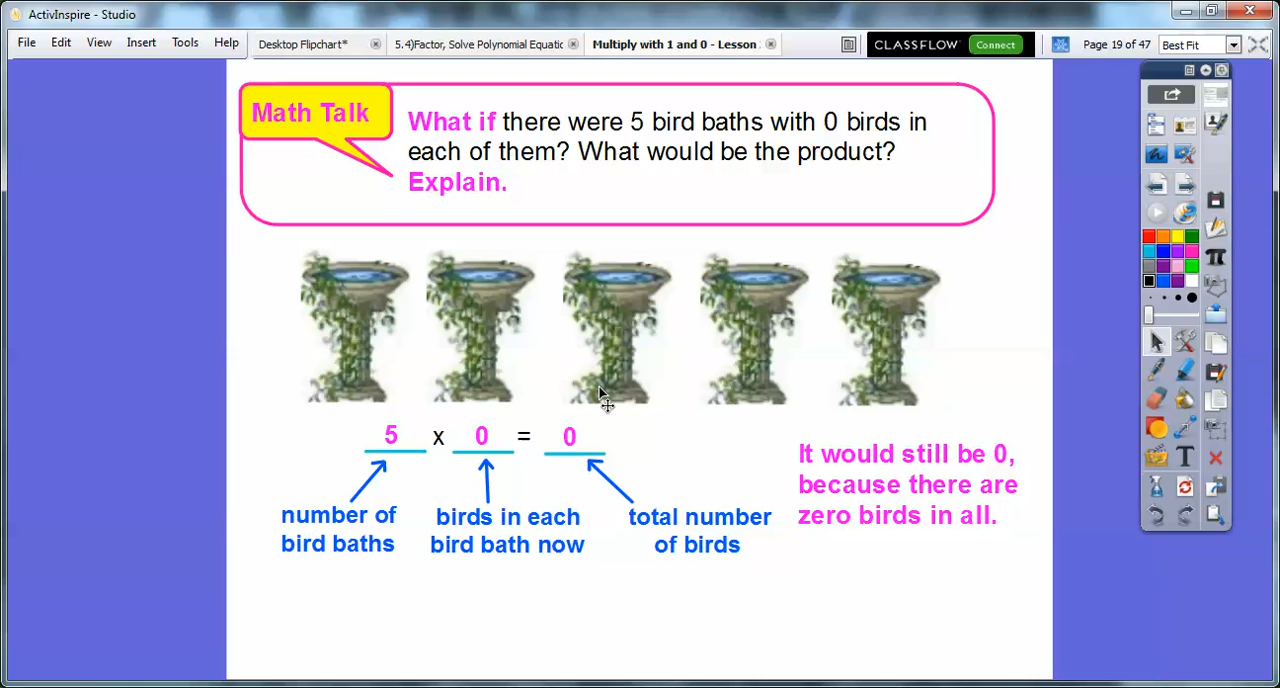 ActivInspire - Studio
File Edit View Insert Tools Help
Desktop Flipchart*
5.4)Factor, Solve Polynomial Equatic
Multiply with 1 and 0 - Lesson
CLASSFLOW Connect
Page 19 of 47
Best Fit
Math Talk
What if there were 5 bird baths with 0 birds in
each of them? What would be the product?
Explain.
5 x 0 = 0
number of
bird baths
birds in each
bird bath now
total number
of birds
It would still be 0,
because there are
zero birds in all.